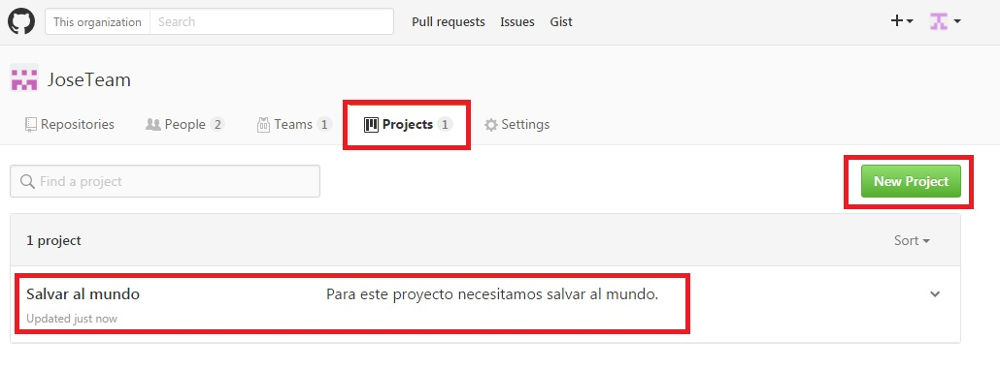 This organization Search Pull requests Issues Gist
JoseTeam
Repositories People 2 Teams 1 Projects 1 Settings
Find a project New Project
1 project Sort
Salvar al mundo Para este proyecto necesitamos salvar al mundo.
Updated just now